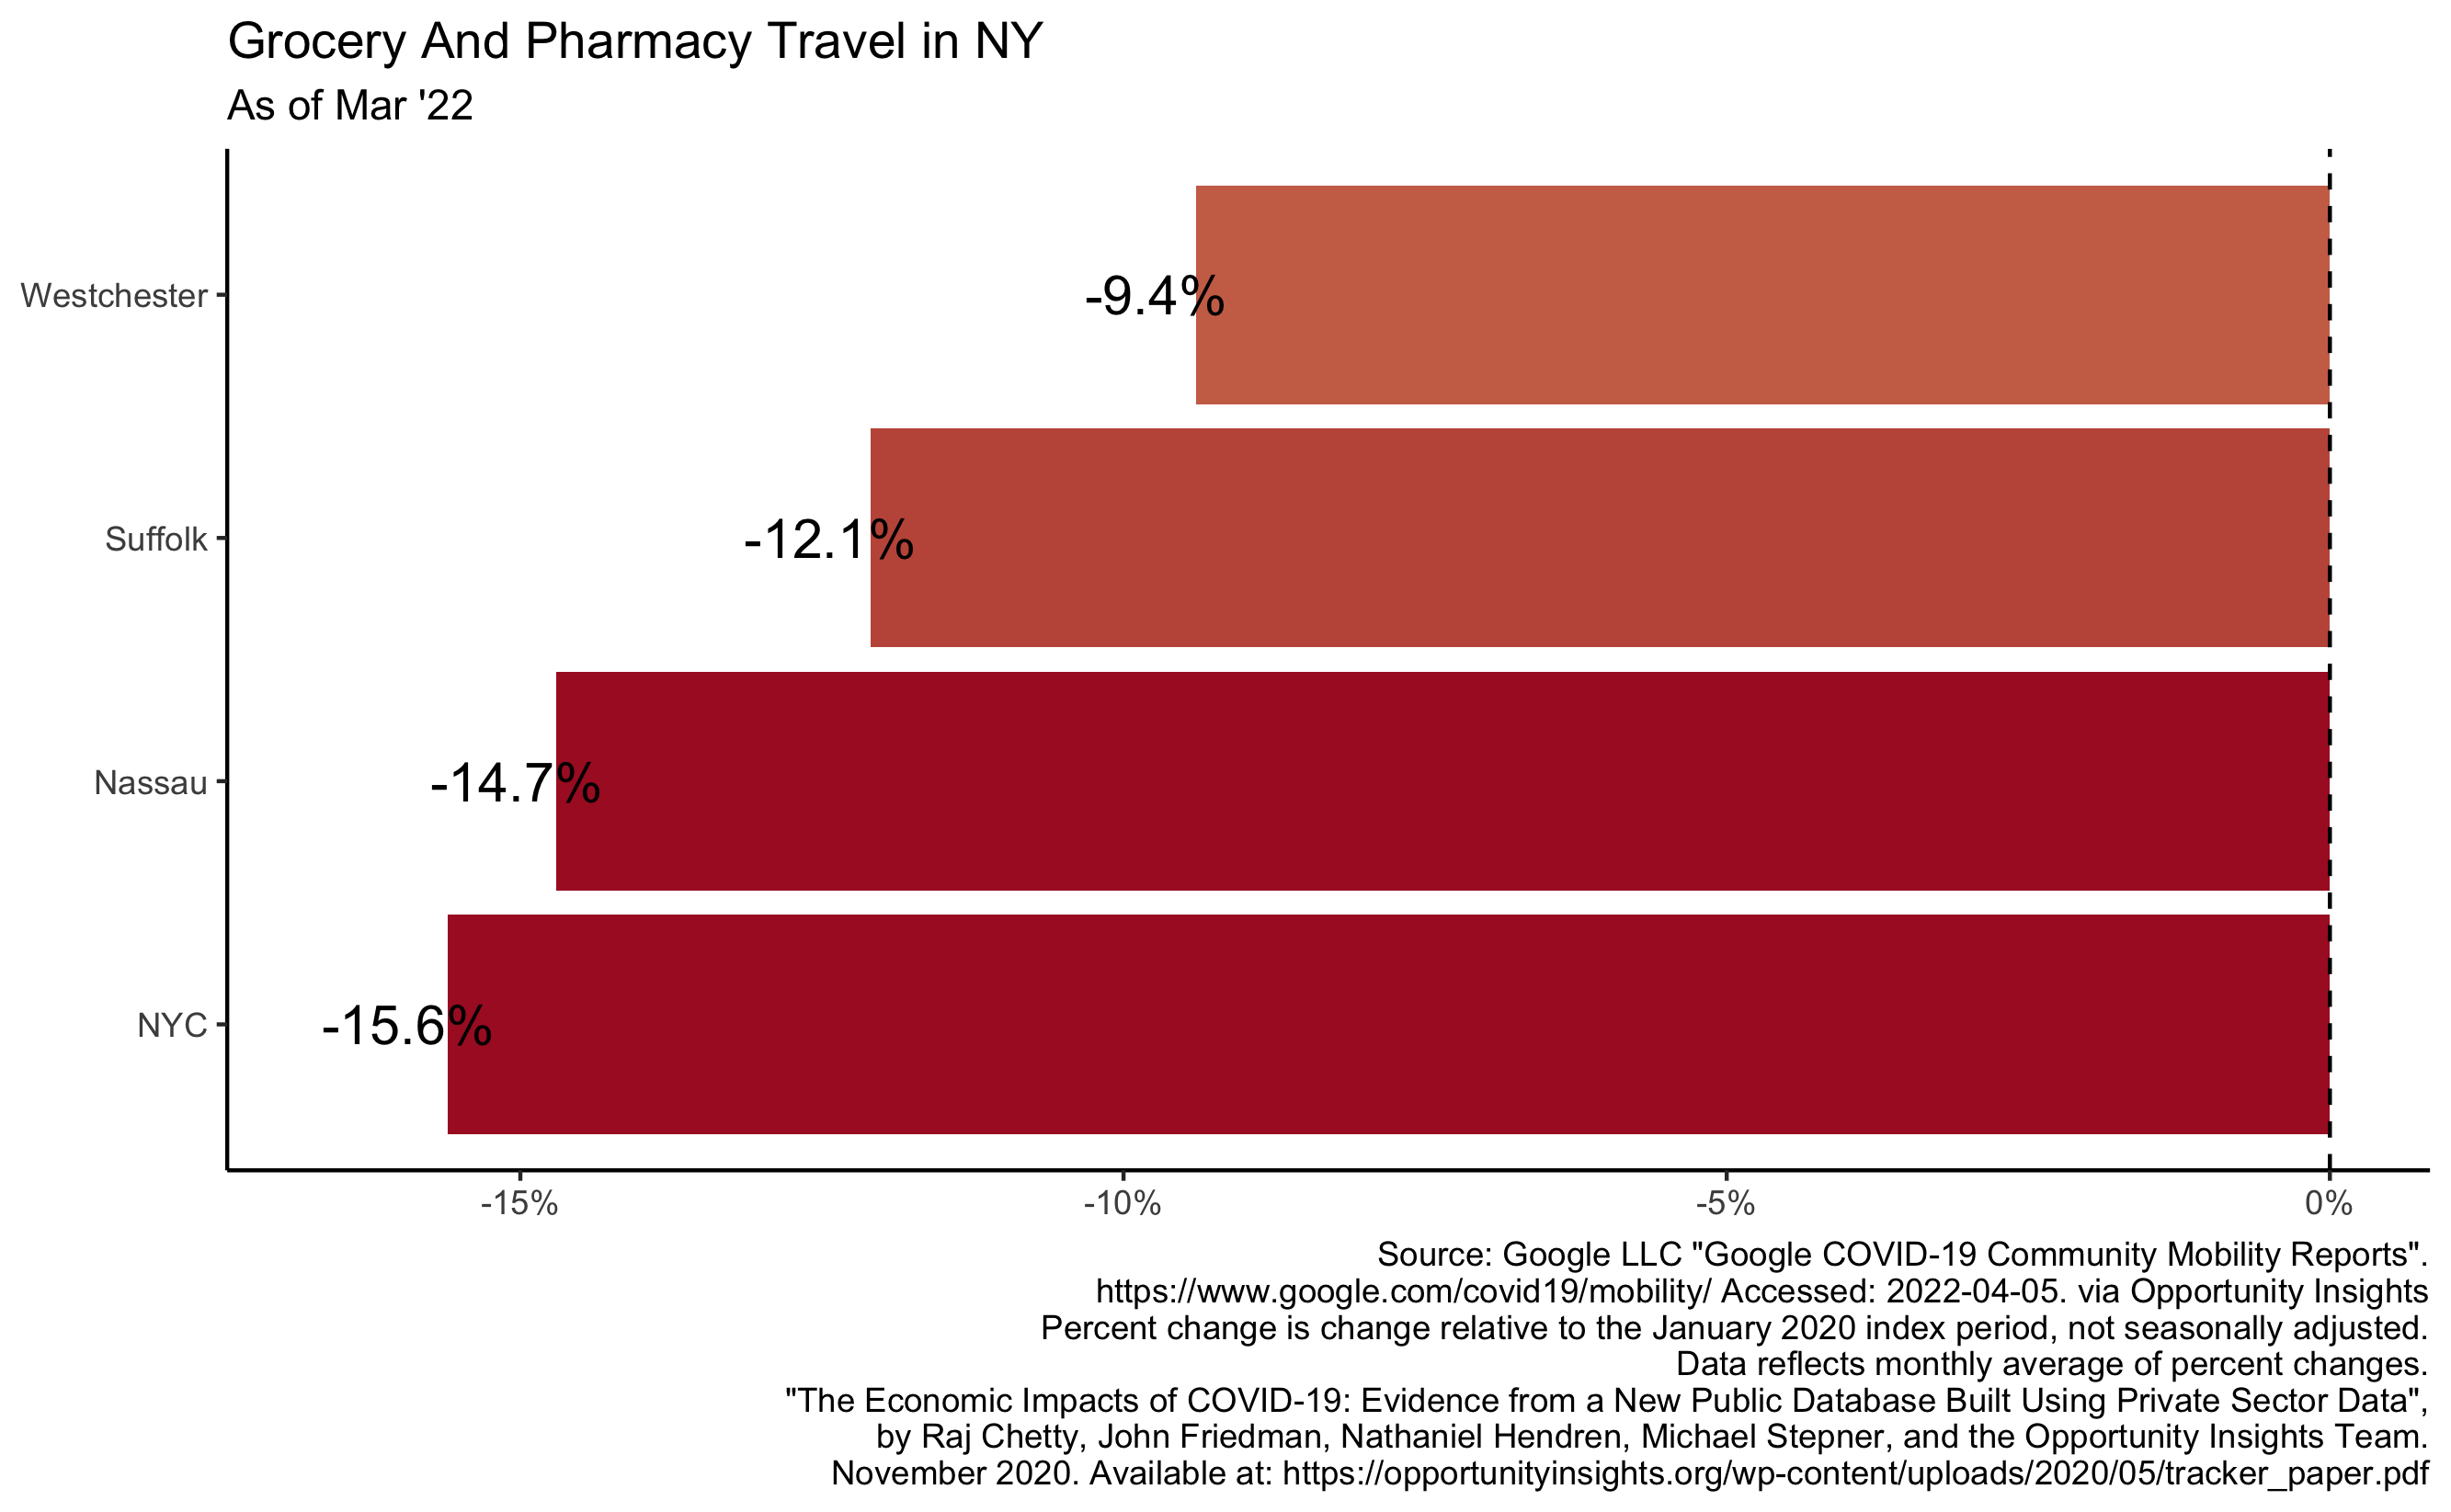 Grocery And Pharmacy Travel in NY
As of Mar '22
Westchester
-9.4%
Suffolk
-12.1%
Nassau
-14.7%
NYC
-15.6%
-15%
-10%
-5%
0%
Source: Google LLC "Google COVID-19 Community Mobility Reports".
https://www.google.com/covid19/mobility/ Accessed: 2022-04-05. via Opportunity Insights
Percent change is change relative to the January 2020 index period, not seasonally adjusted.
Data reflects monthly average of percent changes.
"The Economic Impacts of COVID-19: Evidence from a New Public Database Built Using Private Sector Data",
by Raj Chetty, John Friedman, Nathaniel Hendren, Michael Stepner, and the Opportunity Insights Team.
November 2020. Available at: https://opportunityinsights.org/wp-content/uploads/2020/05/tracker_paper.pdf